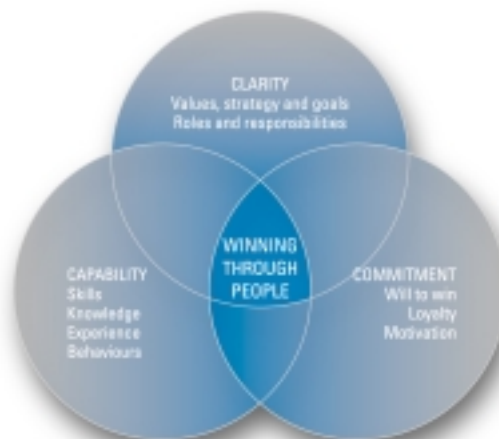 CLARITY
Values, strategy and goals
Roles and responsibilities
WINNING
THROUGH
PEOPLE
CAPABILITY
Skills
Knowledge
Experience
Behaviours
COMMITMENT
Will to win
Loyalty
Motivation